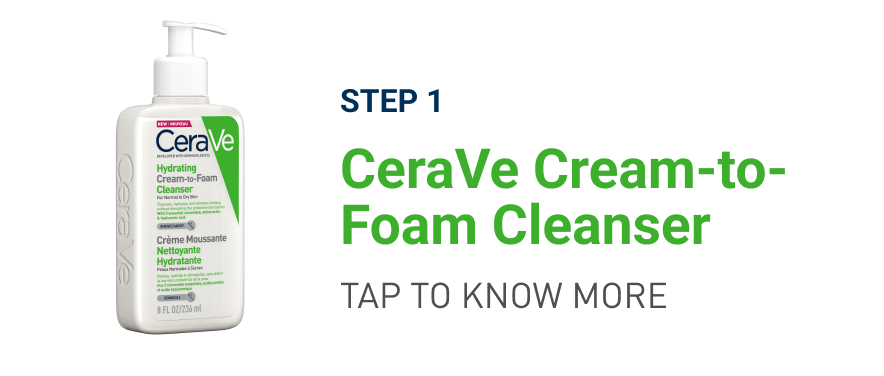 NEW | NOUVEAU
CeraVe
DEVELOPED WITH DERMATOLOGISTS
Hydrating
Cream-to-Foam
Cleanser
For Normal to Dry Skin
Crème Moussante
Nettoyante
Hydratante
Peaux Normales à Sèches
8 FL OZ/236 ml
CeraVe
STEP 1
CeraVe Cream-to-
Foam Cleanser
TAP TO KNOW MORE